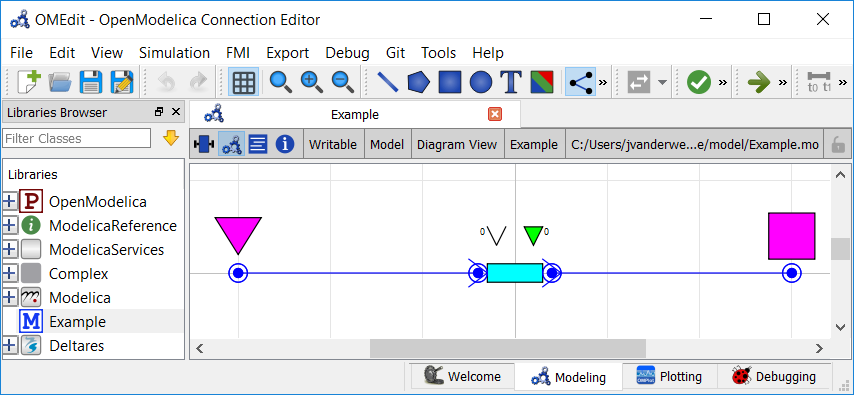 OMEdit - OpenModelica Connection Editor
File Edit View Simulation FMI Export Debug Git Tools Help
T » » » t0 t1 »
Libraries Browser
Example
Filter Classes
Writable Model Diagram View Example C:/Users/jvanderwe...e/model/Example.mo
Libraries
P OpenModelica
i ModelicaReference
ModelicaServices
Complex
Modelica
M Example
Deltares
0 0
Welcome Modeling Plotting Debugging